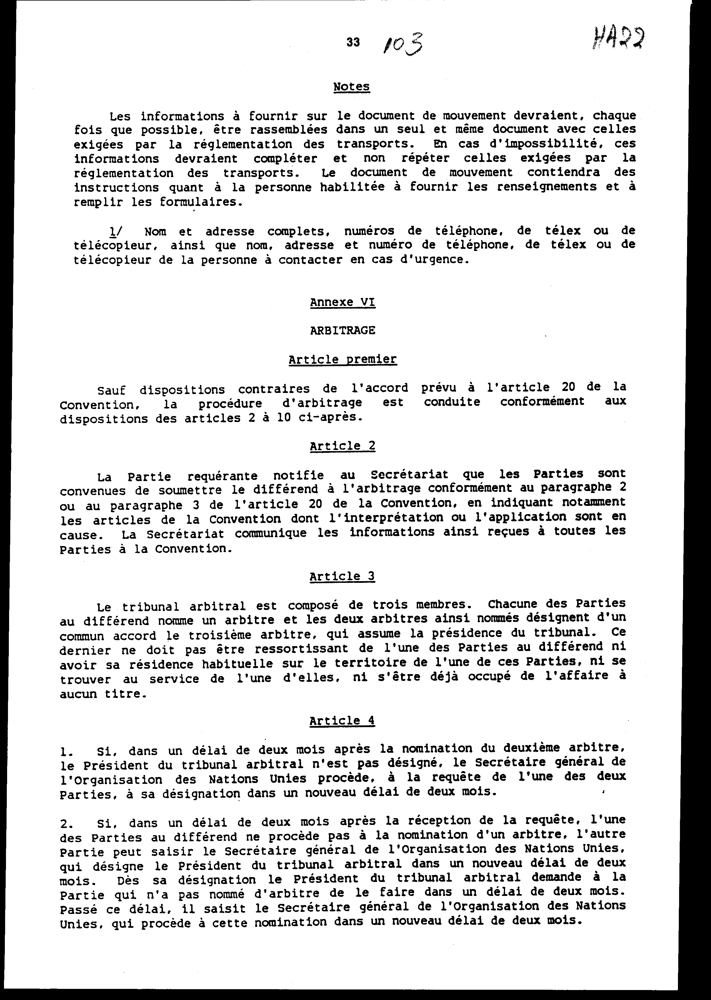 33 103 HA22
Notes
Les informations à fournir sur le document de mouvement devraient, chaque
fois que possible, être rassemblées dans un seul et même document avec celles
exigées par la réglementation des transports. En cas d'impossibilité, ces
informations devraient compléter et non répéter celles exigées par la
réglementation des transports. Le document de mouvement contiendra des
instructions quant à la personne habilitée à fournir les renseignements et à
remplir les formulaires.
1/ Nom et adresse complets, numéros de téléphone, de télex ou de
télécopieur, ainsi que nom, adresse et numéro de téléphone, de télex ou de
télécopieur de la personne à contacter en cas d'urgence.
Annexe VI
ARBITRAGE
Article premier
Sauf dispositions contraires de l'accord prévu à l'article 20 de la
Convention, la procédure d'arbitrage est conduite conformément aux
dispositions des articles 2 à 10 ci-après.
Article 2
La Partie requérante notifie au Secrétariat que les Parties sont
convenues de soumettre le différend à l'arbitrage conformément au paragraphe 2
ou au paragraphe 3 de l'article 20 de la Convention, en indiquant notamment
les articles de la Convention dont l'interprétation ou l'application sont en
cause. La Secrétariat communique les informations ainsi reçues à toutes les
Parties à la Convention.
Article 3
Le tribunal arbitral est composé de trois membres. Chacune des Parties
au différend nomme un arbitre et les deux arbitres ainsi nommés désignent d'un
commun accord le troisième arbitre, qui assume la présidence du tribunal. Ce
dernier ne doit pas être ressortissant de l'une des Parties au différend ni
avoir sa résidence habituelle sur le territoire de l'une de ces Parties, ni se
trouver au service de l'une d'elles, ni s'être déjà occupé de l'affaire à
aucun titre.
Article 4
1. Si, dans un délai de deux mois après la nomination du deuxième arbitre,
le Président du tribunal arbitral n'est pas désigné, le Secrétaire général de
l'Organisation des Nations Unies procède, à la requête de l'une des deux
Parties, à sa désignation dans un nouveau délai de deux mois.
2. Si, dans un délai de deux mois après la réception de la requête, l'une
des Parties au différend ne procède pas à la nomination d'un arbitre, l'autre
Partie peut saisir le Secrétaire général de l'Organisation des Nations Unies,
qui désigne le Président du tribunal arbitral dans un nouveau délai de deux
mois. Dès sa désignation le Président du tribunal arbitral demande à la
Partie qui n'a pas nommé d'arbitre de le faire dans un délai de deux mois.
Passé ce délai, il saisit le Secrétaire général de l'Organisation des Nations
Unies, qui procède à cette nomination dans un nouveau délai de deux mois.